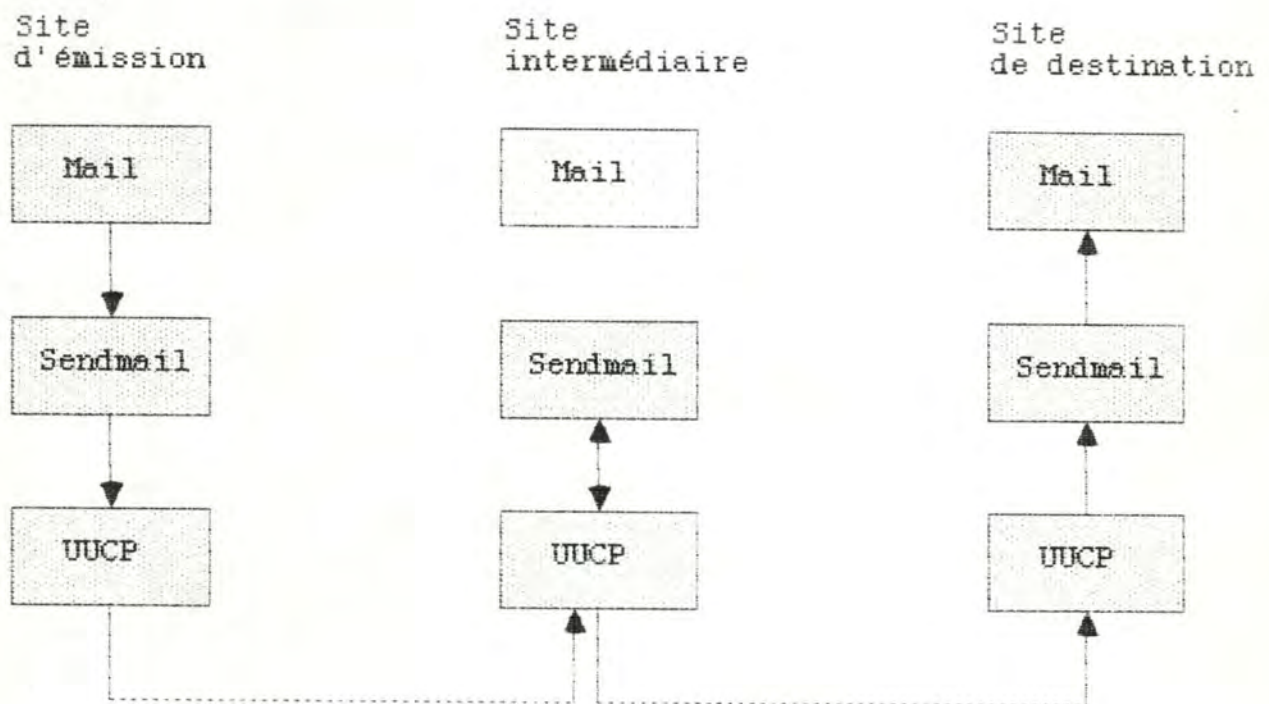 Site
d'émission
Site
intermédiaire
Site
de destination
Mail
Mail
Mail
Sendmail
Sendmail
Sendmail
UUCP
UUCP
UUCP